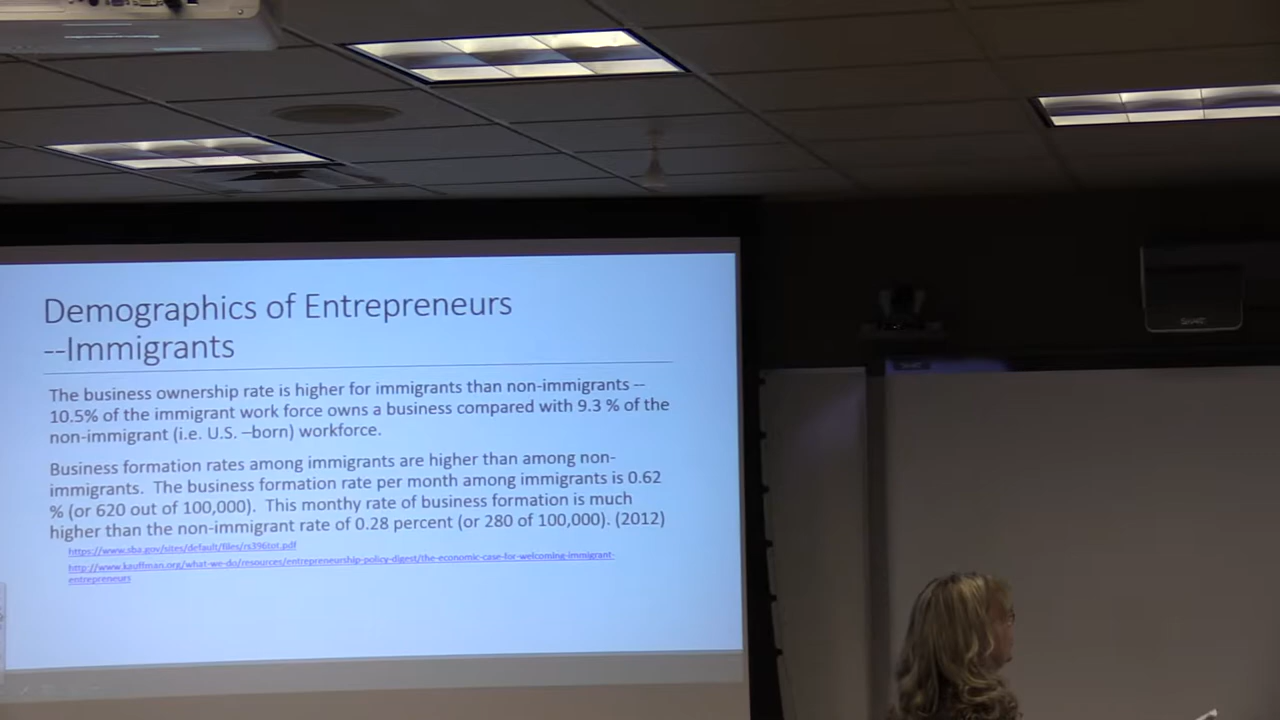 Demographics of Entrepreneurs
--Immigrants
The business ownership rate is higher for immigrants than non-immigrants --
10.5% of the immigrant work force owns a business compared with 9.3 % of the
non-immigrant (i.e. U.S. –born) workforce.
Business formation rates among immigrants are higher than among non-
immigrants. The business formation rate per month among immigrants is 0.62
% (or 620 out of 100,000). This monthy rate of business formation is much
higher than the non-immigrant rate of 0.28 percent (or 280 of 100,000). (2012)
https://www.sba.gov/sites/default/files/rs396tot.pdf
http://www.kauffman.org/what-we-do/resources/entrepreneurship-policy-digest/the-economic-case-for-welcoming-immigrant-
entrepreneurs
SMART